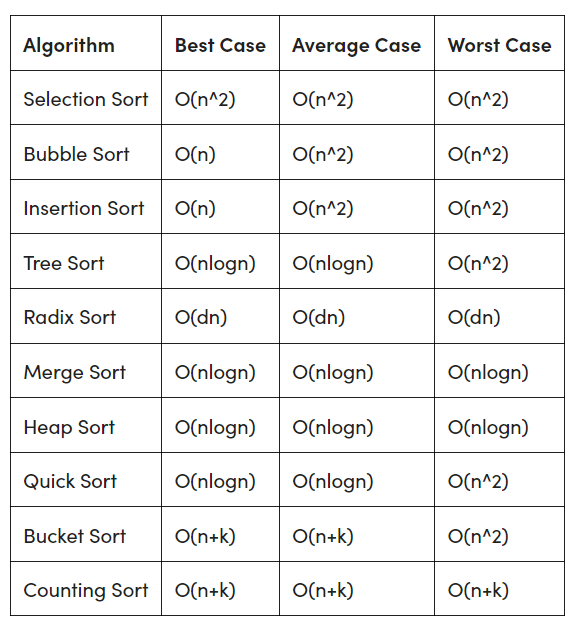 Algorithm Best Case Average Case Worst Case
Selection Sort O(n^2) O(n^2) O(n^2)
Bubble Sort O(n) O(n^2) O(n^2)
Insertion Sort O(n) O(n^2) O(n^2)
Tree Sort O(nlogn) O(nlogn) O(n^2)
Radix Sort O(dn) O(dn) O(dn)
Merge Sort O(nlogn) O(nlogn) O(nlogn)
Heap Sort O(nlogn) O(nlogn) O(nlogn)
Quick Sort O(nlogn) O(nlogn) O(n^2)
Bucket Sort O(n+k) O(n+k) O(n^2)
Counting Sort O(n+k) O(n+k) O(n+k)